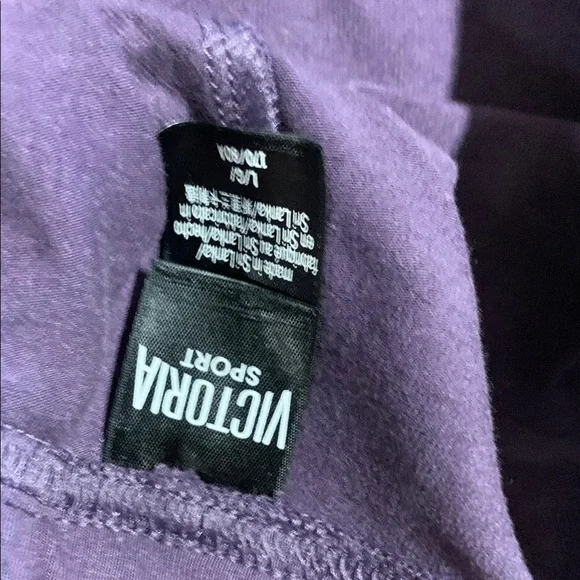 VICTORIA
SPORT
made in Sri Lanka/
fabriqué au Sri Lanka/hecho
en Sri Lanka/fabbricato in
Sri Lanka/
L/G/
170/80A